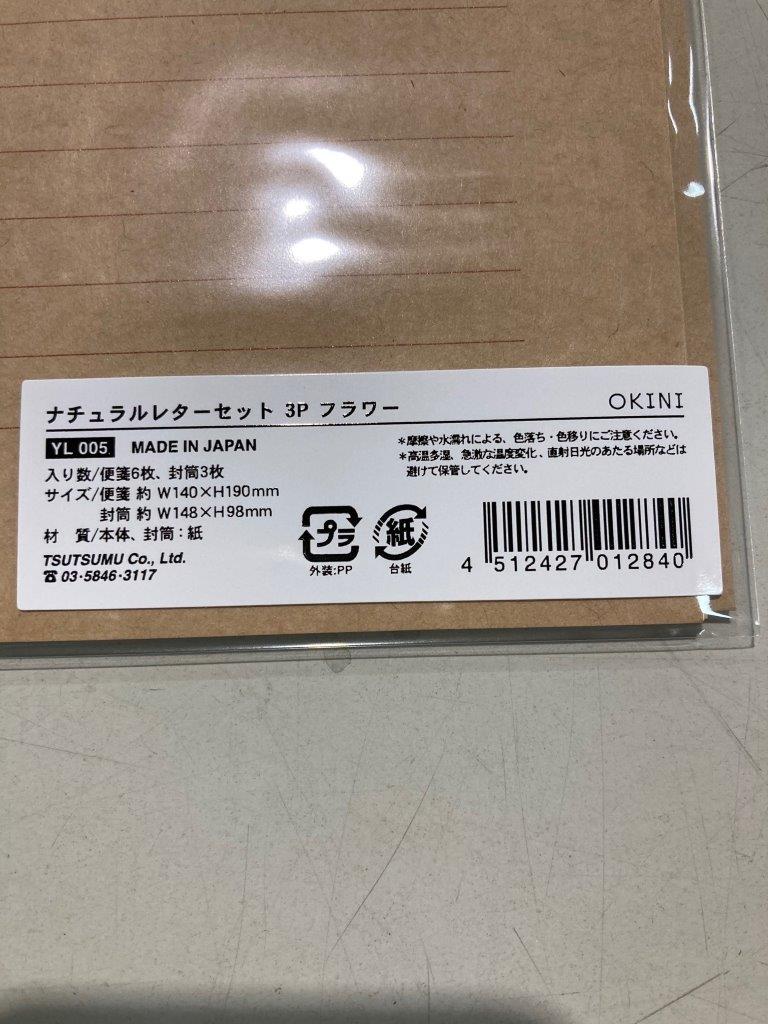 ナチュラルレターセット 3P フラワー
OKINI
YL 005 MADE IN JAPAN
入り数/便箋6枚、封筒3枚
サイズ/便箋 約 W140×H190mm
封筒 約 W148×H98mm
材 質/本体、封筒:紙
TSUTSUMU Co., Ltd.
☎ 03·5846·3117
*摩擦や水濡れによる、色落ち・色移りにご注意ください。
*高温多湿、急激な温度変化、直射日光のあたる場所などは
避けて保管してください。
プラ
外装:PP
紙
台紙
4 512427 012840